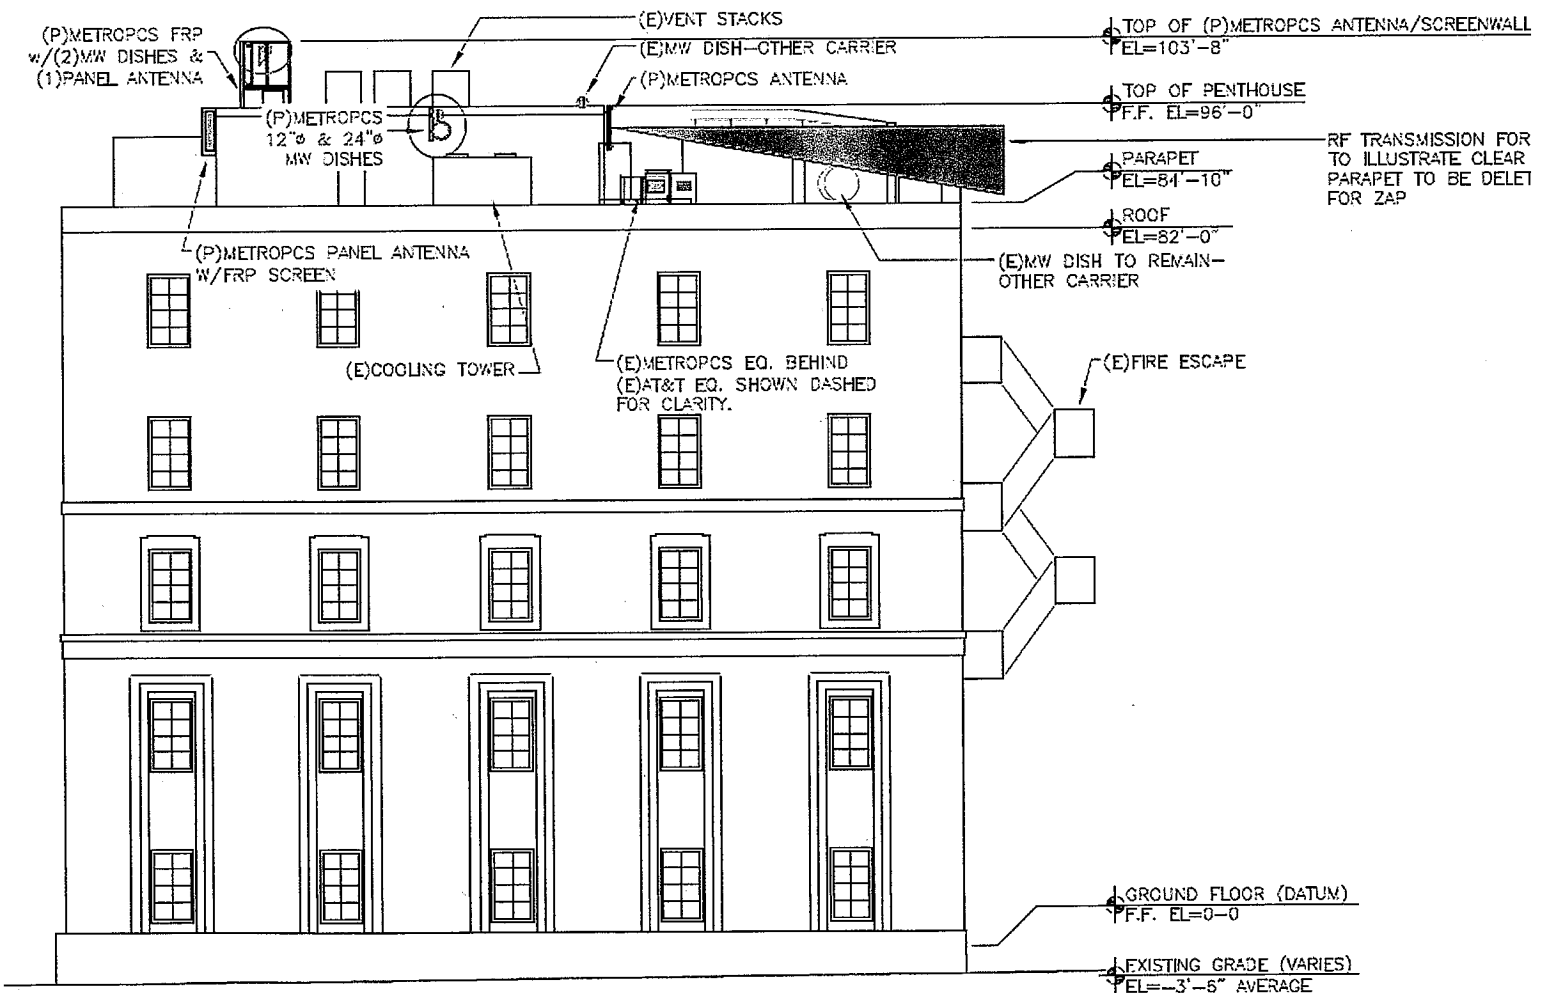 (P)METROPCS FRP
w/(2)MW DISHES &
(1)PANEL ANTENNA
(E)VENT STACKS
(E)MW DISH-OTHER CARRIER
(P)METROPCS ANTENNA
TOP OF (P)METROPCS ANTENNA/SCREENWALL
EL=103'-8"
TOP OF PENTHOUSE
F.F. EL=96'-0"
(P)METROPCS
12"ø & 24"ø
MW DISHES
RF TRANSMISSION FOR
TO ILLUSTRATE CLEAR
PARAPET TO BE DELET
FOR ZAP
PARAPET
EL=84'-10"
ROOF
EL=82'-0"
(P)METROPCS PANEL ANTENNA
W/FRP SCREEN
(E)MW DISH TO REMAIN-
OTHER CARRIER
(E)COOLING TOWER
(E)METROPCS EQ. BEHIND
(E)AT&T EQ. SHOWN DASHED
FOR CLARITY.
(E)FIRE ESCAPE
GROUND FLOOR (DATUM)
F.F. EL=0-0
EXISTING GRADE (VARIES)
EL=-3'-6" AVERAGE